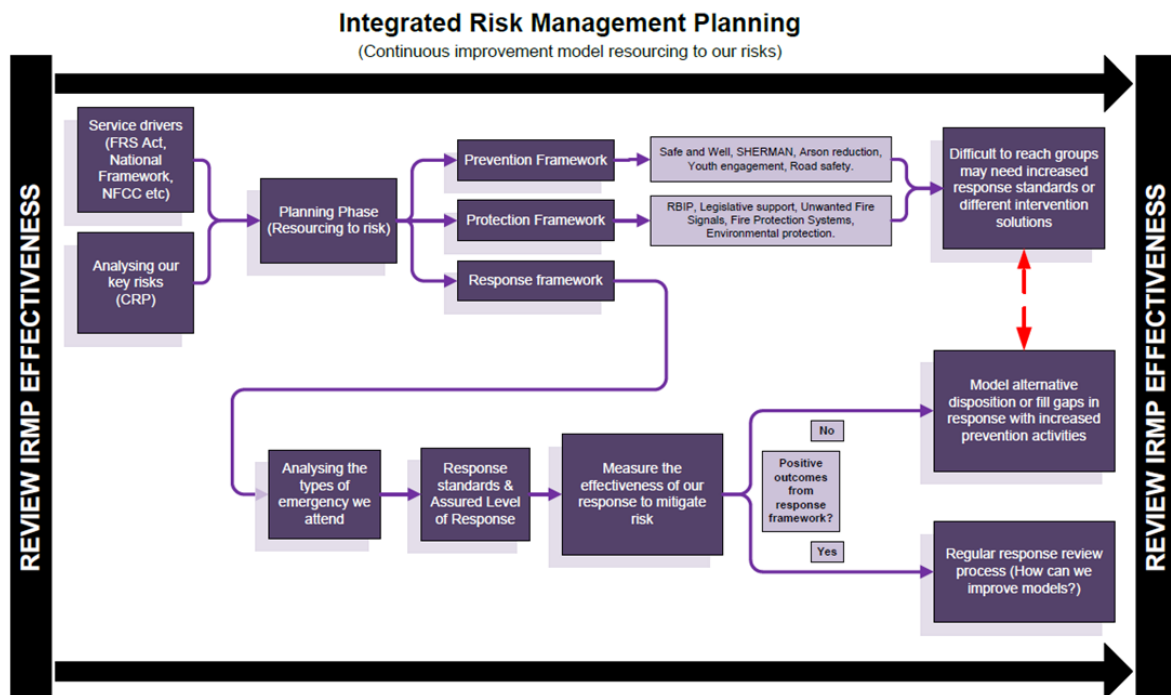 Integrated Risk Management Planning
(Continuous improvement model resourcing to our risks)
REVIEW IRMP EFFECTIVENESS
Service drivers
(FRS Act,
National
Framework,
NFCC etc)
Analysing our
key risks
(CRP)
Planning Phase
(Resourcing to risk)
Prevention Framework
Protection Framework
Response framework
Safe and Well, SHERMAN, Arson reduction,
Youth engagement, Road safety.
RBIP, Legislative support, Unwanted Fire
Signals, Fire Protection Systems,
Environmental protection.
Difficult to reach groups
may need increased
response standards or
different intervention
solutions
Analysing the
types of
emergency we
attend
Response
standards &
Assured Level
of Response
Measure the
effectiveness of our
response to mitigate
risk
No
Positive
outcomes
from
response
framework?
Yes
Model alternative
disposition or fill gaps in
response with increased
prevention activities
Regular response review
process (How can we
improve models?)
REVIEW IRMP EFFECTIVENESS